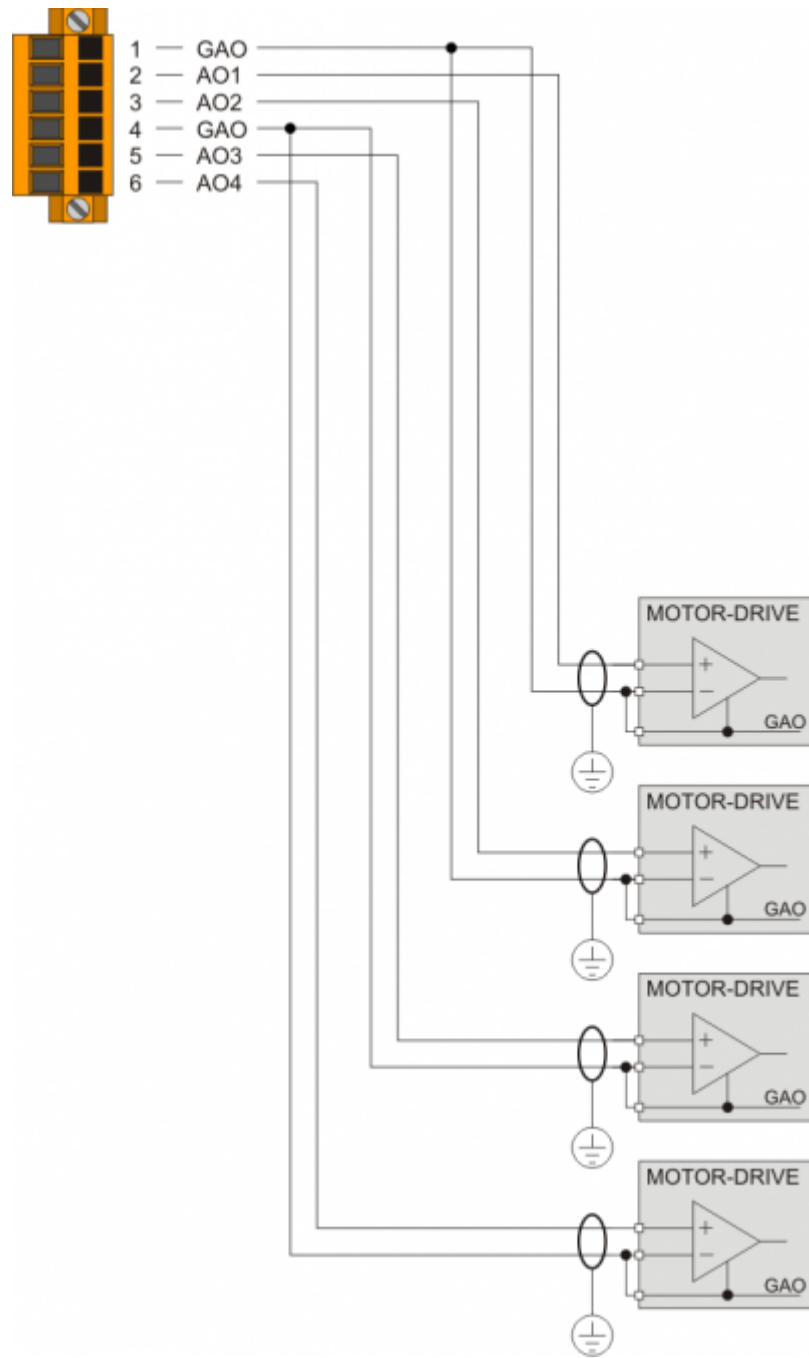 1 — GAO
2 — AO1
3 — AO2
4 — GAO
5 — AO3
6 — AO4
MOTOR-DRIVE
+
−
GAO
MOTOR-DRIVE
+
−
GAO
MOTOR-DRIVE
+
−
GAO
MOTOR-DRIVE
+
−
GAO